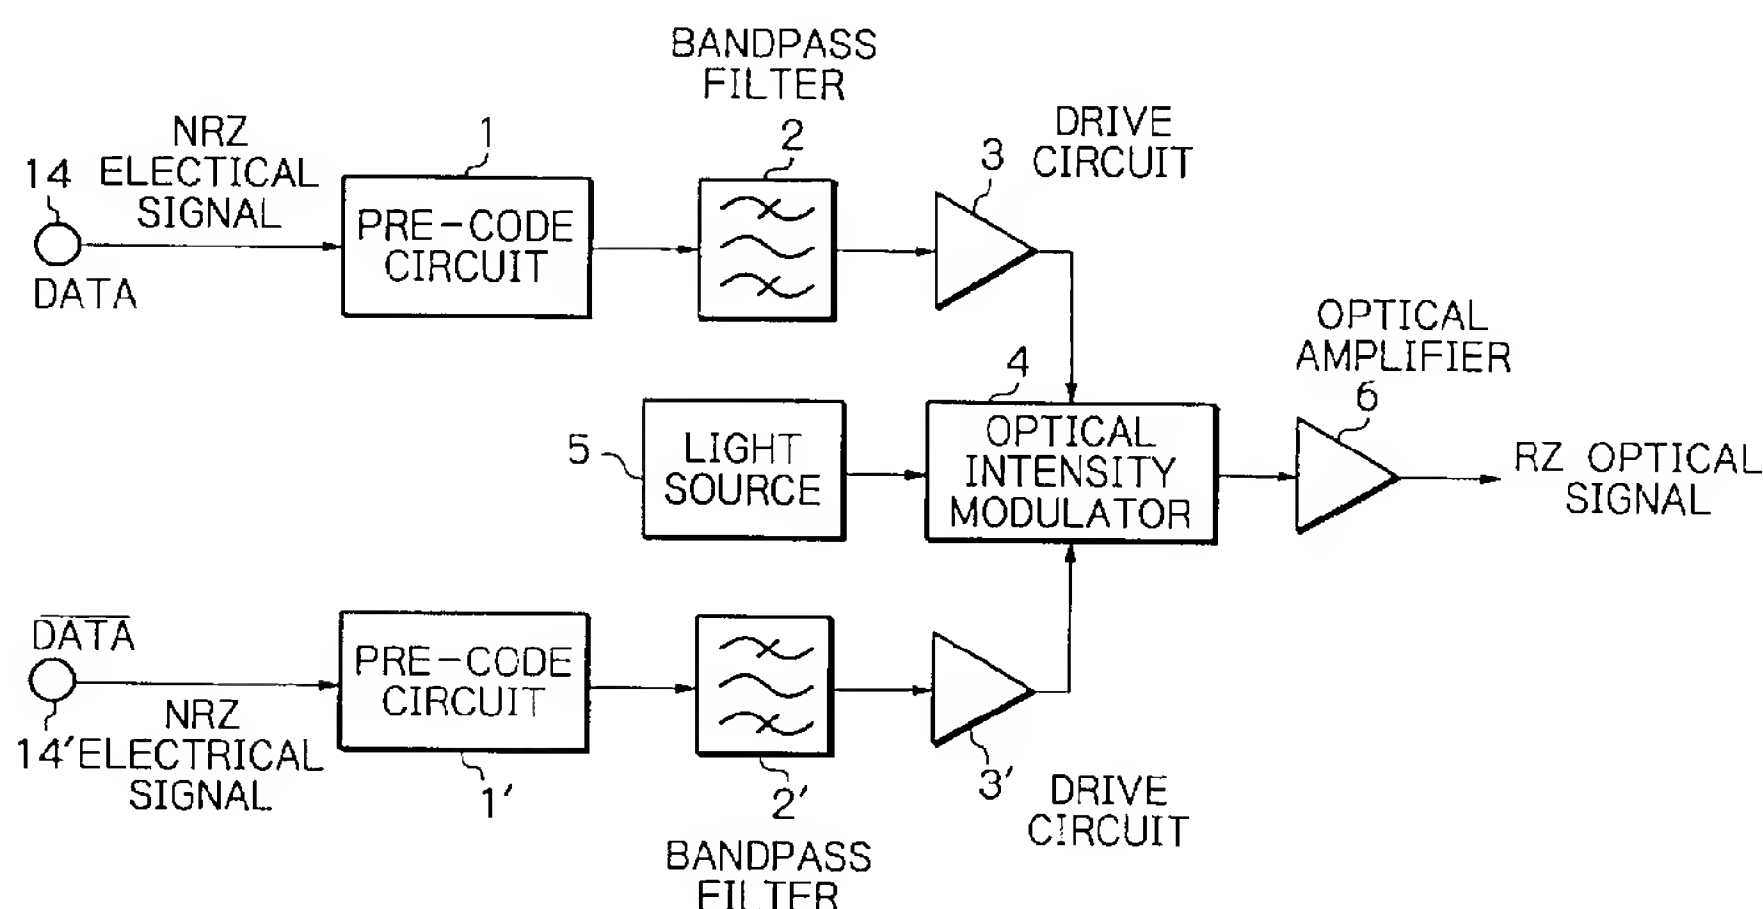 BANDPASS
FILTER
2
DRIVE
CIRCUIT
3
NRZ
ELECTICAL
SIGNAL
14
DATA
1
PRE-CODE
CIRCUIT
4
OPTICAL
INTENSITY
MODULATOR
5
LIGHT
SOURCE
OPTICAL
AMPLIFIER
6
RZ OPTICAL
SIGNAL
DATA
14'
NRZ
ELECTRICAL
SIGNAL
PRE-CODE
CIRCUIT
1'
2'
BANDPASS
FILTER
3'
DRIVE
CIRCUIT